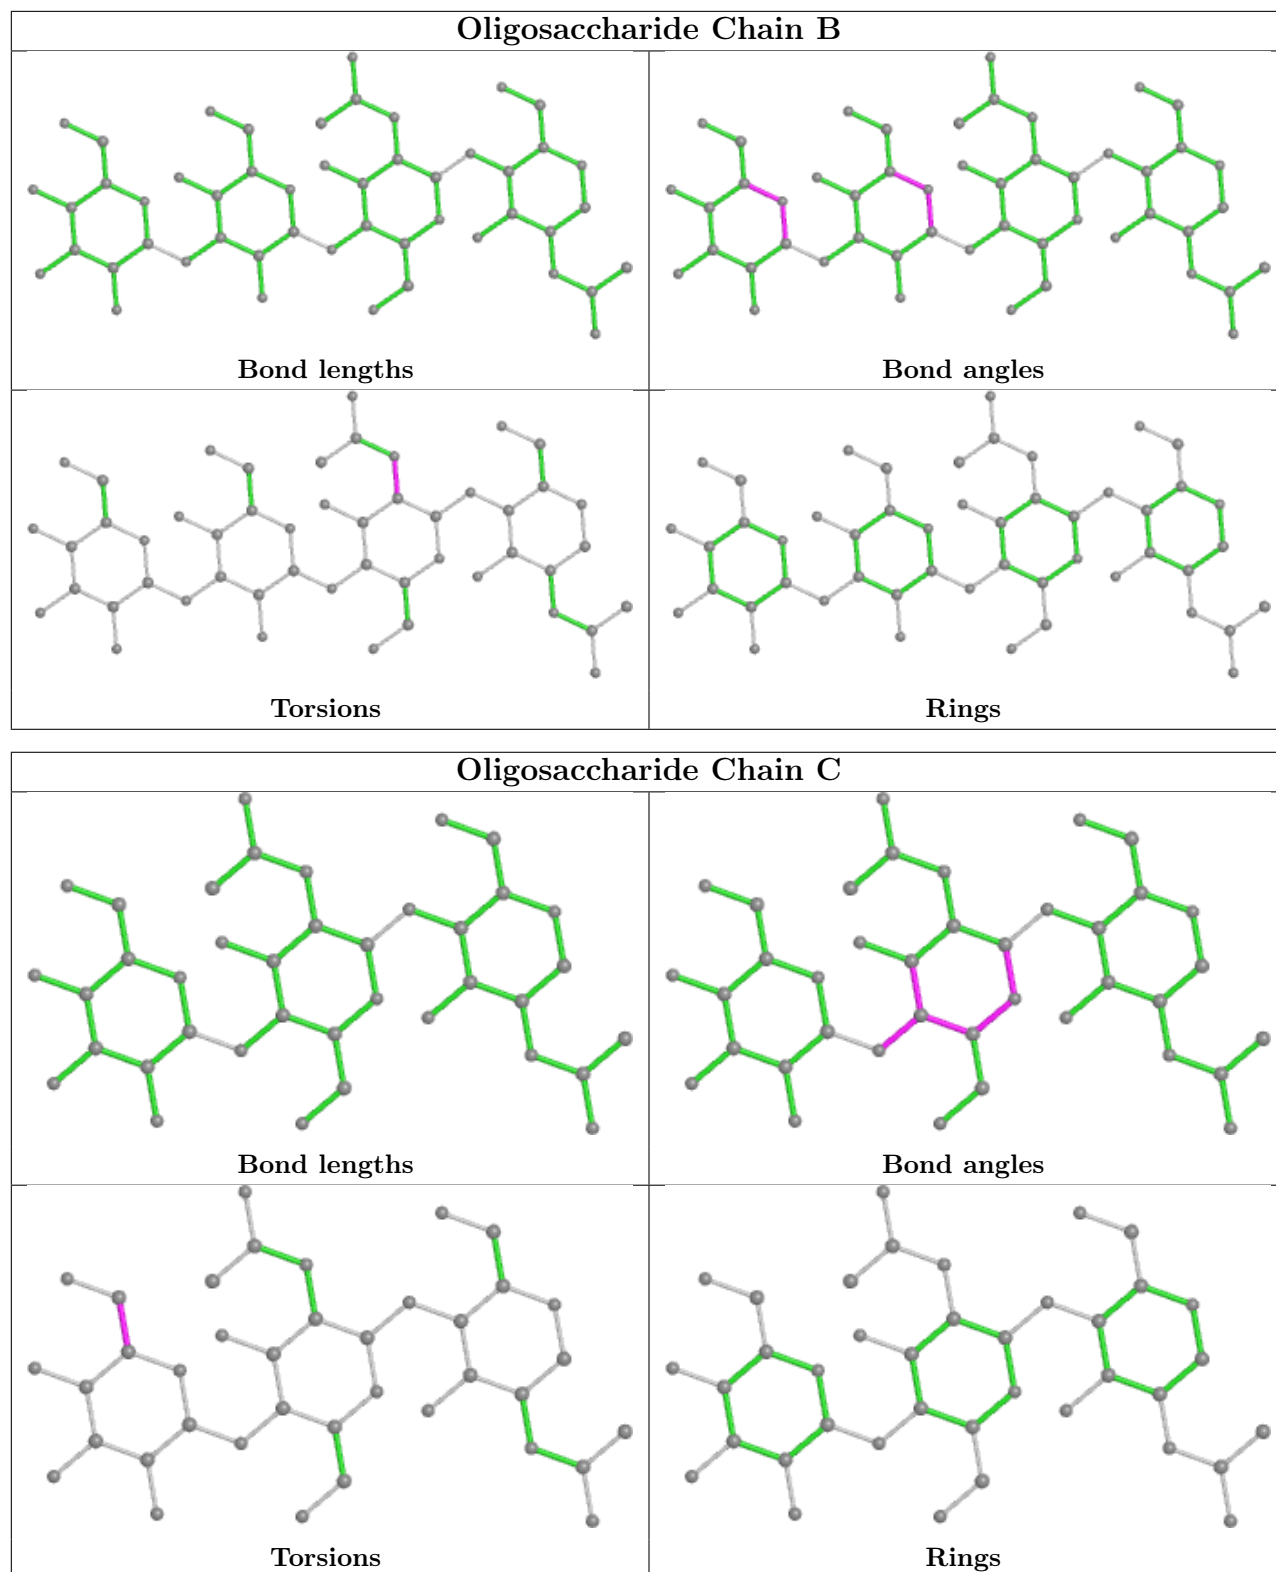 Oligosaccharide Chain B
Bond lengths
Bond angles
Torsions
Rings
Oligosaccharide Chain C
Bond lengths
Bond angles
Torsions
Rings